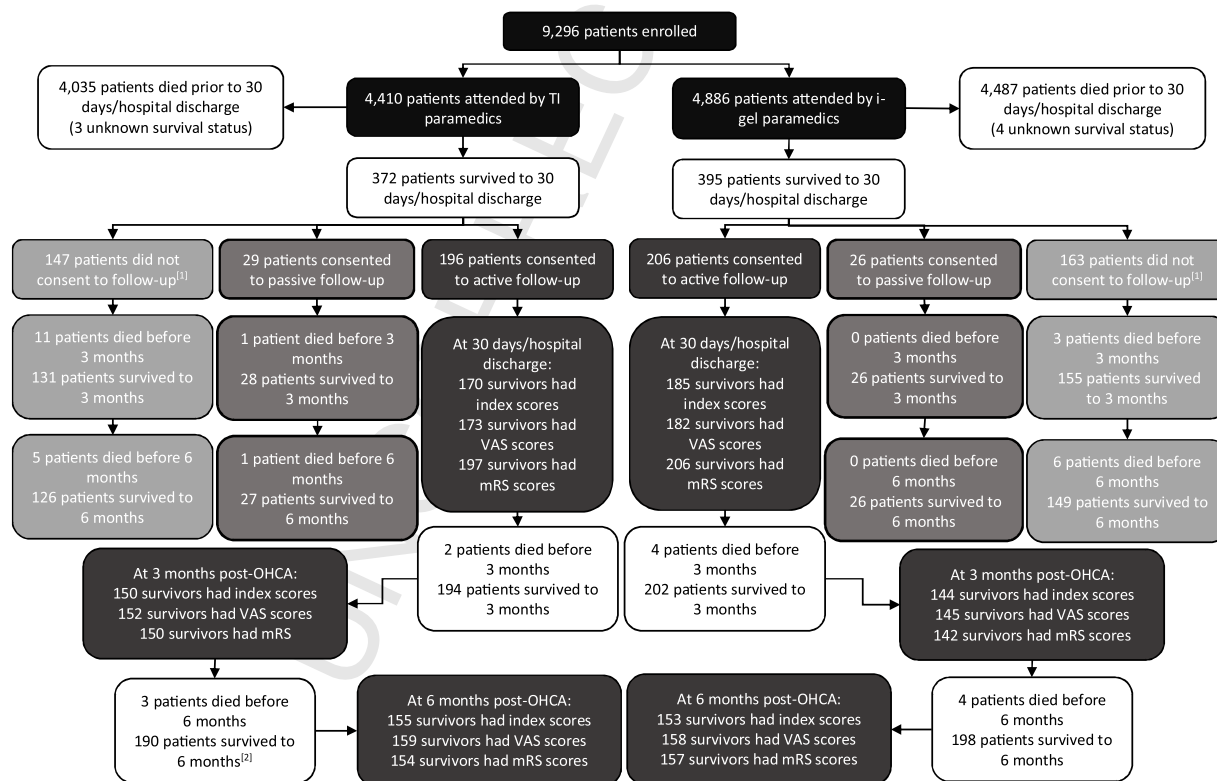 9,296 patients enrolled
4,035 patients died prior to 30
days/hospital discharge
(3 unknown survival status)
4,410 patients attended by TI
paramedics
4,886 patients attended by i-
gel paramedics
4,487 patients died prior to 30
days/hospital discharge
(4 unknown survival status)
372 patients survived to 30
days/hospital discharge
395 patients survived to 30
days/hospital discharge
147 patients did not
consent to follow-up[1]
29 patients consented
to passive follow-up
196 patients consented
to active follow-up
206 patients consented
to active follow-up
26 patients consented
to passive follow-up
163 patients did not
consent to follow-up[1]
11 patients died before
3 months
131 patients survived to
3 months
1 patient died before 3
months
28 patients survived to
3 months
At 30 days/hospital
discharge:
170 survivors had
index scores
173 survivors had
VAS scores
197 survivors had
mRS scores
At 30 days/hospital
discharge:
185 survivors had
index scores
182 survivors had
VAS scores
206 survivors had
mRS scores
0 patients died before
3 months
26 patients survived to
3 months
3 patients died before
3 months
155 patients survived
to 3 months
5 patients died before 6
months
126 patients survived to
6 months
1 patient died before 6
months
27 patients survived to
6 months
0 patients died before
6 months
26 patients survived to
6 months
6 patients died before
6 months
149 patients survived to
6 months
2 patients died before
3 months
194 patients survived to
3 months
4 patients died before
3 months
202 patients survived to
3 months
At 3 months post-OHCA:
150 survivors had index scores
152 survivors had VAS scores
150 survivors had mRS
At 3 months post-OHCA:
144 survivors had index scores
145 survivors had VAS scores
142 survivors had mRS scores
3 patients died before
6 months
190 patients survived to
6 months[2]
At 6 months post-OHCA:
155 survivors had index scores
159 survivors had VAS scores
154 survivors had mRS scores
At 6 months post-OHCA:
153 survivors had index scores
158 survivors had VAS scores
157 survivors had mRS scores
4 patients died before
6 months
198 patients survived to
6 months